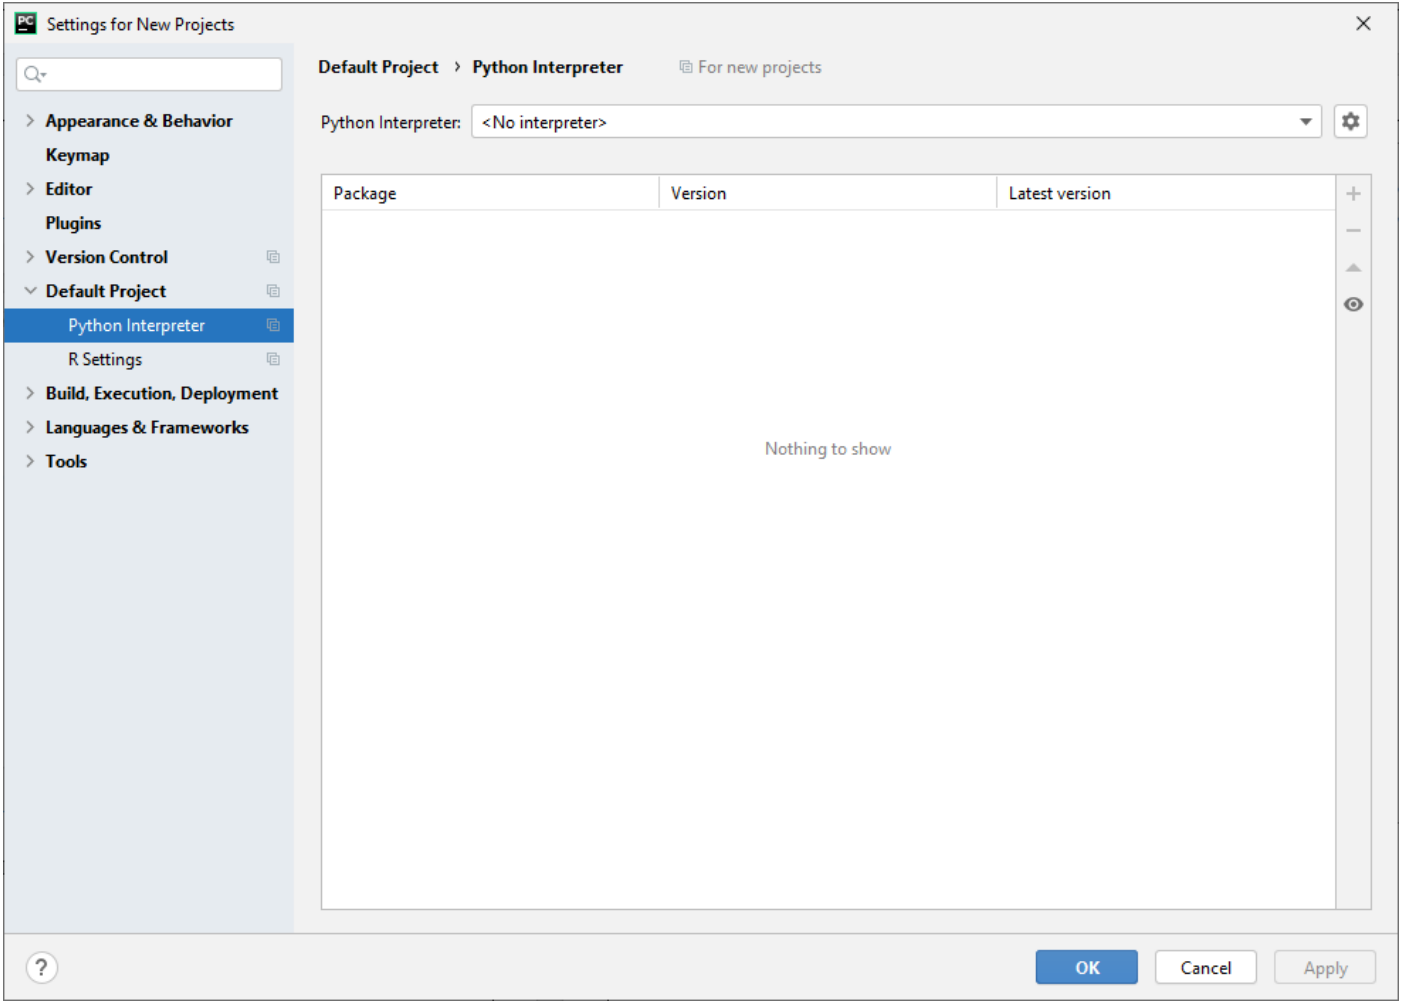 PC Settings for New Projects
Default Project › Python Interpreter For new projects
Python Interpreter: <No interpreter>
Appearance & Behavior
Keymap
Editor
Plugins
Version Control
Default Project
Python Interpreter
R Settings
Build, Execution, Deployment
Languages & Frameworks
Tools
Package Version Latest version
Nothing to show
?
OK Cancel Apply